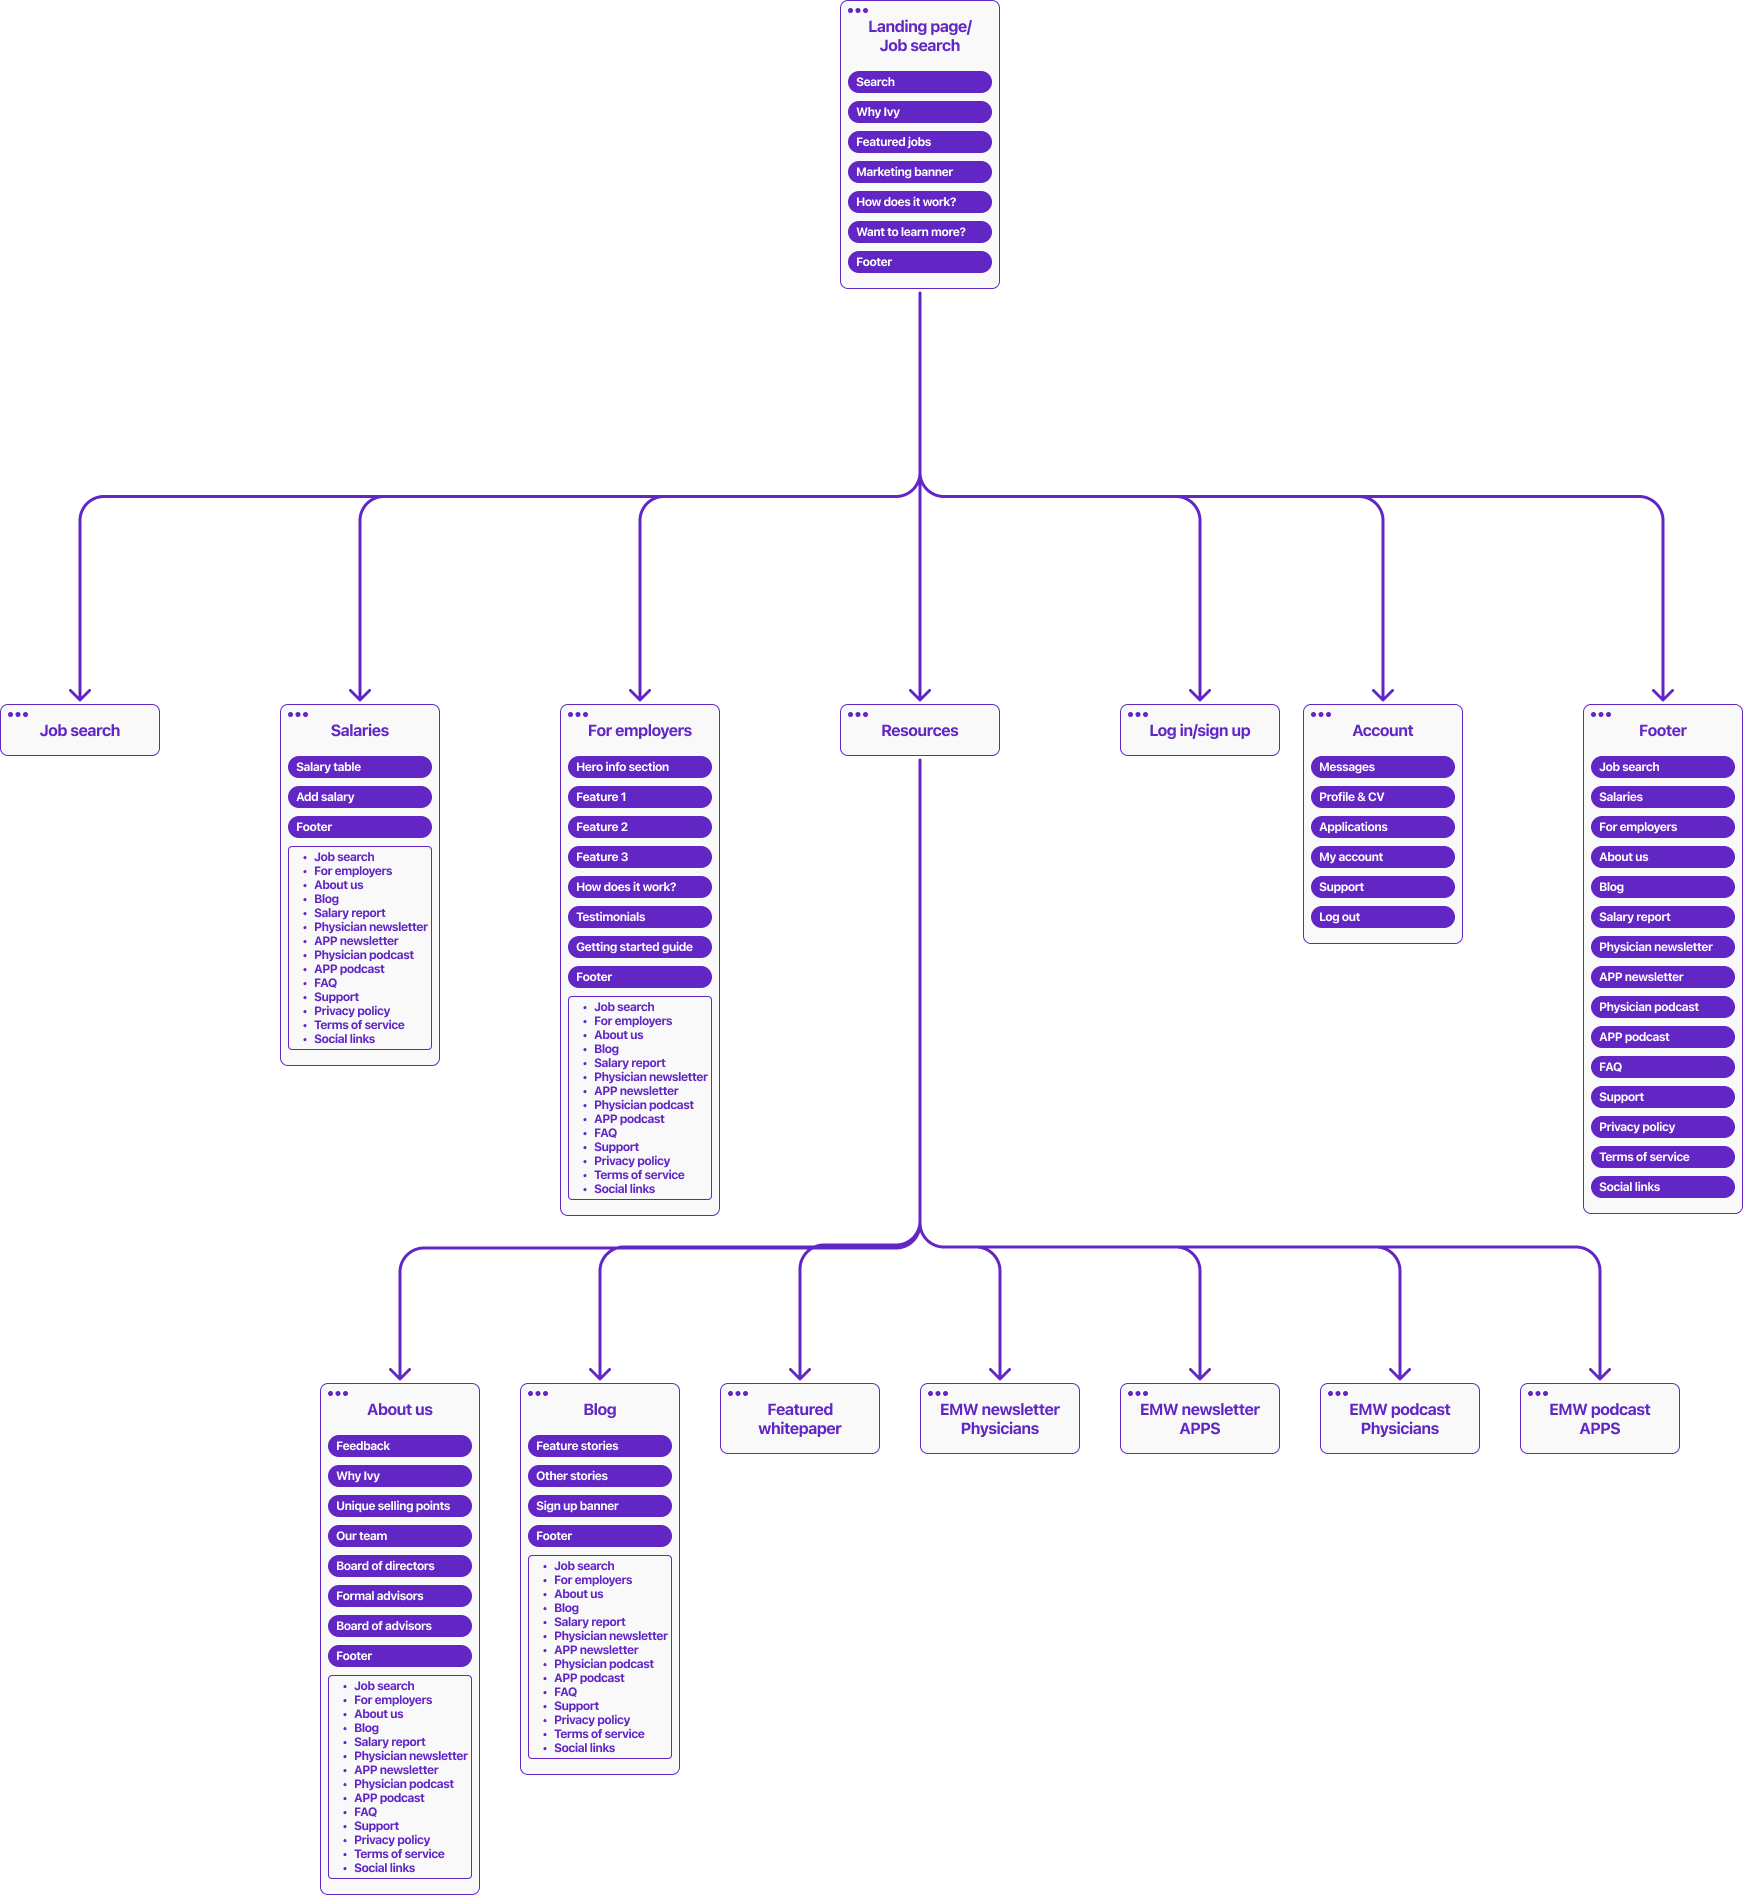 Landing page/
Job search
Search
Why Ivy
Featured jobs
Marketing banner
How does it work?
Want to learn more?
Footer
Job search
Salaries
Salary table
Add salary
Footer
• Job search
• For employers
• About us
• Blog
• Salary report
• Physician newsletter
• APP newsletter
• Physician podcast
• APP podcast
• FAQ
• Support
• Privacy policy
• Terms of service
• Social links
For employers
Hero info section
Feature 1
Feature 2
Feature 3
How does it work?
Testimonials
Getting started guide
Footer
• Job search
• For employers
• About us
• Blog
• Salary report
• Physician newsletter
• APP newsletter
• Physician podcast
• APP podcast
• FAQ
• Support
• Privacy policy
• Terms of service
• Social links
Resources
Log in/sign up
Account
Messages
Profile & CV
Applications
My account
Support
Log out
Footer
Job search
Salaries
For employers
About us
Blog
Salary report
Physician newsletter
APP newsletter
Physician podcast
APP podcast
FAQ
Support
Privacy policy
Terms of service
Social links
About us
Feedback
Why Ivy
Unique selling points
Our team
Board of directors
Formal advisors
Board of advisors
Footer
• Job search
• For employers
• About us
• Blog
• Salary report
• Physician newsletter
• APP newsletter
• Physician podcast
• APP podcast
• FAQ
• Support
• Privacy policy
• Terms of service
• Social links
Blog
Feature stories
Other stories
Sign up banner
Footer
• Job search
• For employers
• About us
• Blog
• Salary report
• Physician newsletter
• APP newsletter
• Physician podcast
• APP podcast
• FAQ
• Support
• Privacy policy
• Terms of service
• Social links
Featured
whitepaper
EMW newsletter
Physicians
EMW newsletter
APPS
EMW podcast
Physicians
EMW podcast
APPS